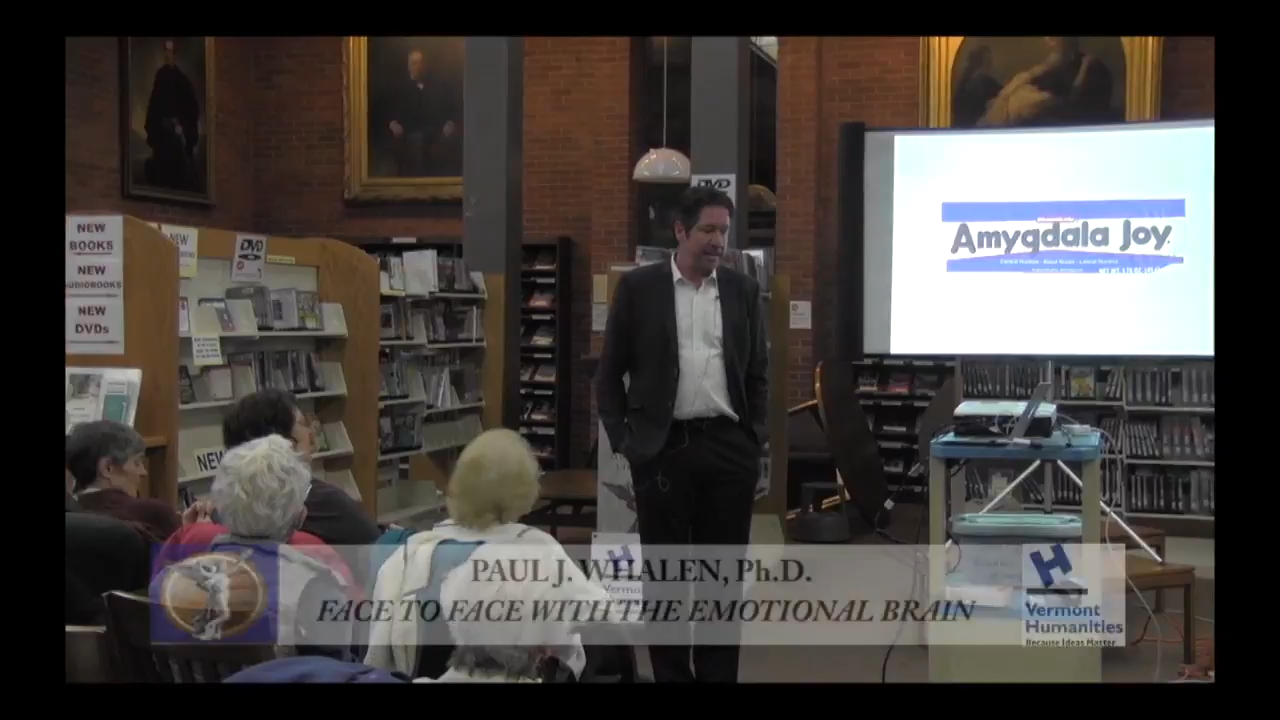 NEW
BOOKS
NEW
AUDIOBOOKS
NEW
DVDs
NEW
DVD
NEW
DVD
Amygdala Joy
PAUL J. WHALEN, Ph.D.
FACE TO FACE WITH THE EMOTIONAL BRAIN
Vermont
Humanities
Because Ideas Matter